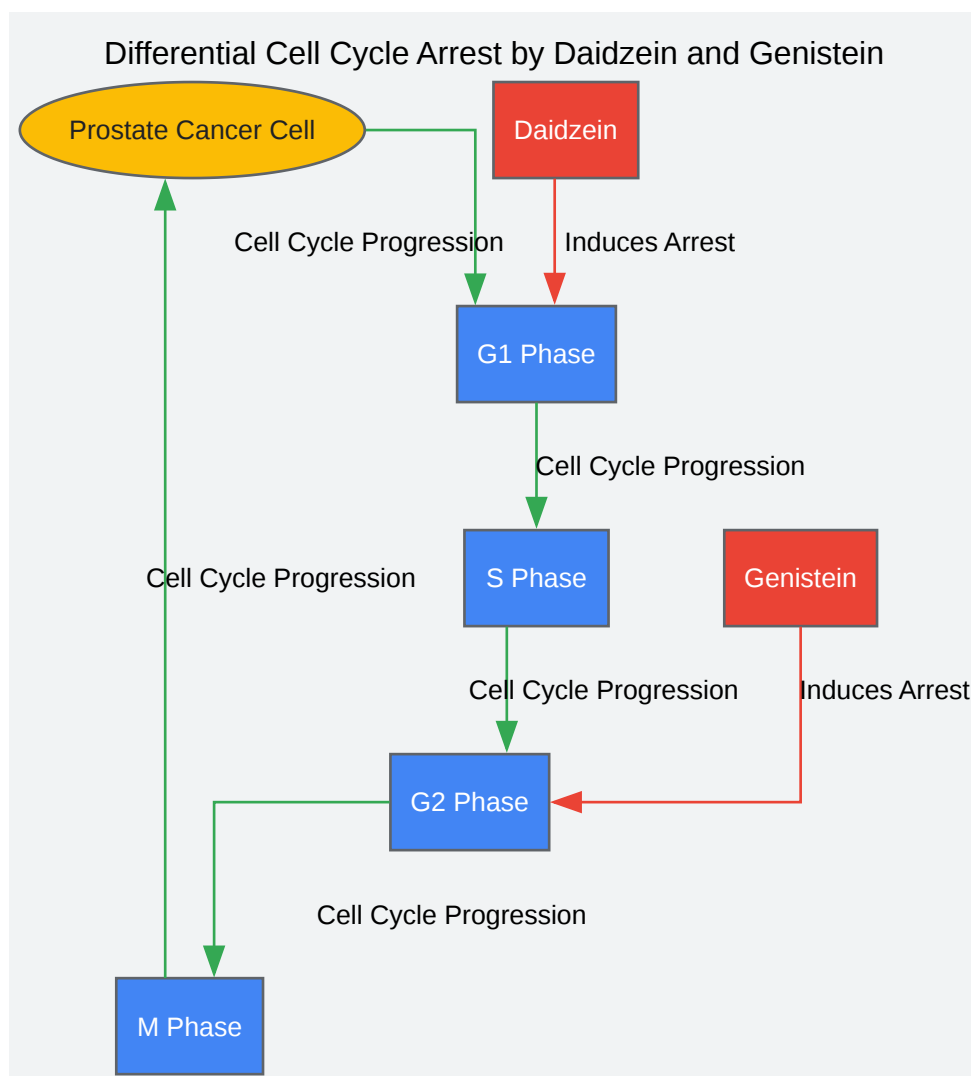 Differential Cell Cycle Arrest by Daidzein and Genistein
Prostate Cancer Cell
Daidzein
Cell Cycle Progression
Induces Arrest
G1 Phase
Cell Cycle Progression
Cell Cycle Progression
S Phase
Genistein
Cell Cycle Progression
Induces Arrest
G2 Phase
Cell Cycle Progression
M Phase